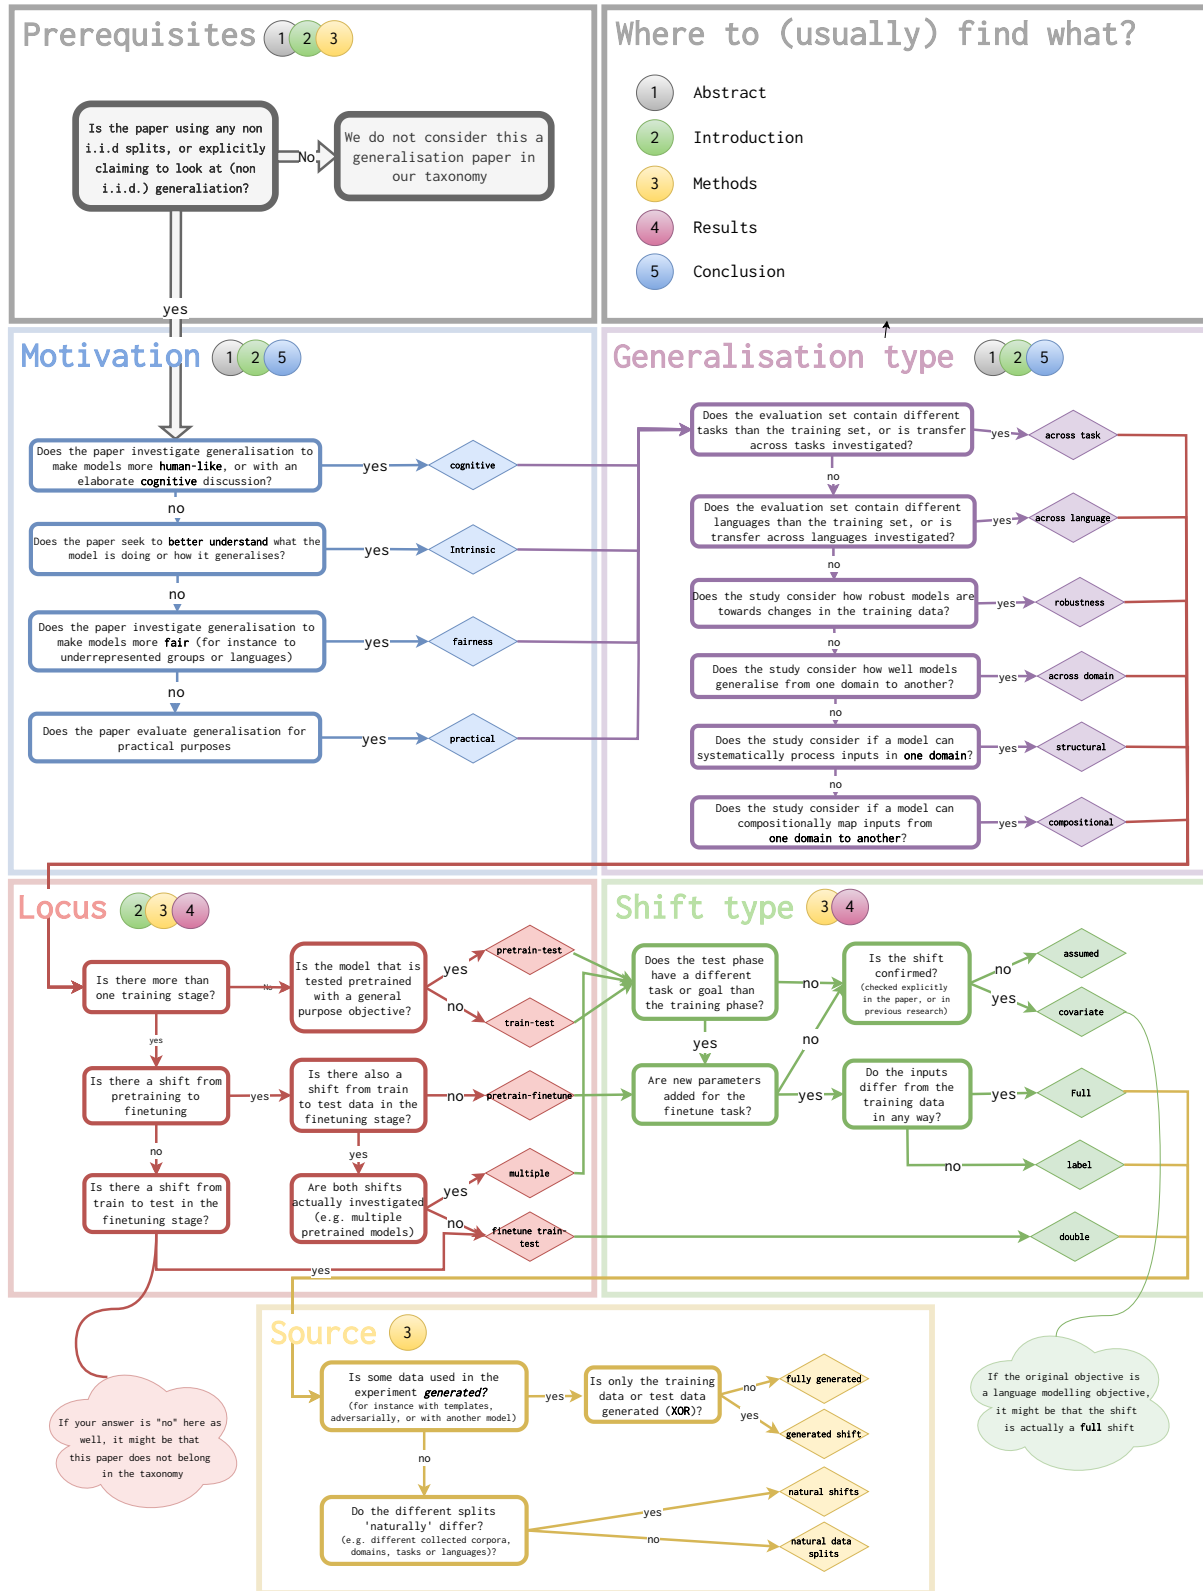 Prerequisites 1 2 3
Is the paper using any non
i.i.d splits, or explicitly
claiming to look at (non
i.i.d.) generaliation?
No
We do not consider this a
generalisation paper in
our taxonomy
yes
Where to (usually) find what?
1 Abstract
2 Introduction
3 Methods
4 Results
5 Conclusion
Motivation 1 2 5
Does the paper investigate generalisation to
make models more human-like, or with an
elaborate cognitive discussion?
yes
cognitive
no
Does the paper seek to better understand what the
model is doing or how it generalises?
yes
Intrinsic
no
Does the paper investigate generalisation to
make models more fair (for instance to
underrepresented groups or languages)
yes
fairness
no
Does the paper evaluate generalisation for
practical purposes
yes
practical
Generalisation type 1 2 5
Does the evaluation set contain different
tasks than the training set, or is transfer
across tasks investigated?
yes
across task
no
Does the evaluation set contain different
languages than the training set, or is
transfer across languages investigated?
yes
across language
no
Does the study consider how robust models are
towards changes in the training data?
yes
robustness
no
Does the study consider how well models
generalise from one domain to another?
yes
across domain
no
Does the study consider if a model can
systematically process inputs in one domain?
yes
structural
no
Does the study consider if a model can
compositionally map inputs from
one domain to another?
yes
compositional
Locus 2 3 4
Is there more than
one training stage?
No
Is the model that is
tested pretrained
with a general
purpose objective?
yes
pretrain-test
no
train-test
yes
Is there a shift from
pretraining to
finetuning
yes
Is there also a
shift from train
to test data in the
finetuning stage?
no
pretrain-finetune
no
yes
Is there a shift from
train to test in the
finetuning stage?
Are both shifts
actually investigated
(e.g. multiple
pretrained models)
yes
multiple
no
finetune train-
test
yes
If your answer is "no" here as
well, it might be that
this paper does not belong
in the taxonomy
Shift type 3 4
Does the test phase
have a different
task or goal than
the training phase?
no
Is the shift
confirmed?
(checked explicitly
in the paper, or in
previous research)
no
assumed
yes
covariate
yes
no
Are new parameters
added for the
finetune task?
yes
Do the inputs
differ from the
training data
in any way?
yes
Full
no
label
double
If the original objective is
a language modelling objective,
it might be that the shift
is actually a full shift
Source 3
Is some data used in the
experiment generated?
(for instance with templates,
adversarially, or with another model)
yes
Is only the training
data or test data
generated (XOR)?
no
fully generated
yes
generated shift
no
Do the different splits
'naturally' differ?
(e.g. different collected corpora,
domains, tasks or languages)?
yes
natural shifts
no
natural data
splits